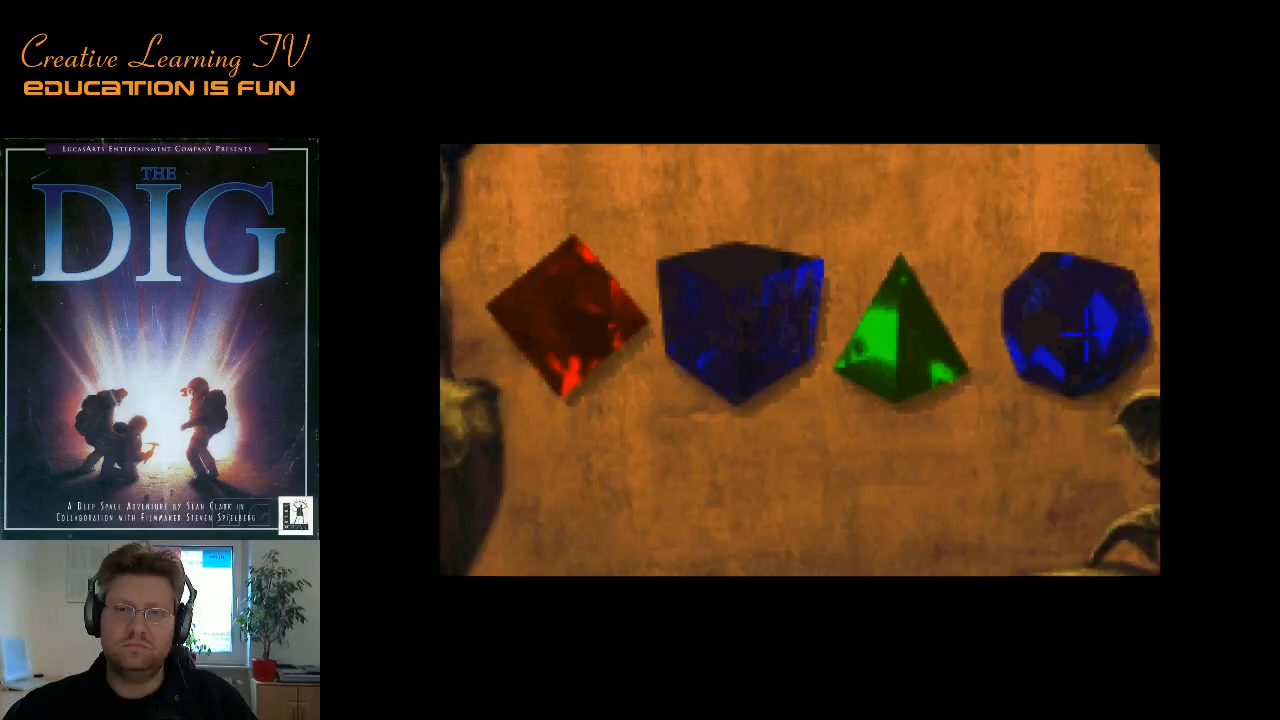 Creative Learning TV
EDUCATION IS FUN
LUCASARTS ENTERTAINMENT COMPANY PRESENTS
THE
DIG
A DEEP SPACE ADVENTURE BY SEAN CLARK IN
COLLABORATION WITH FILMMAKER STEVEN SPIELBERG